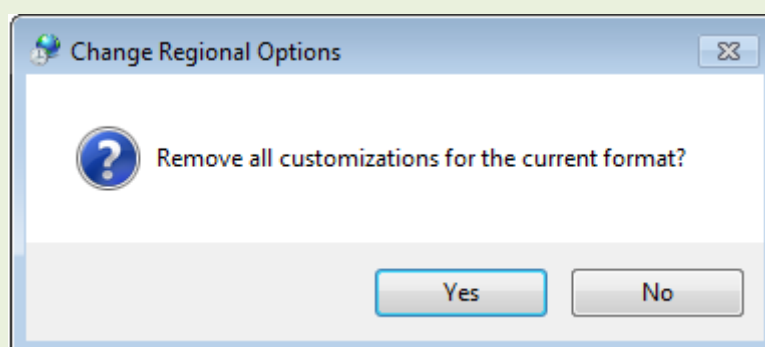 Change Regional Options
Remove all customizations for the current format?
Yes
No